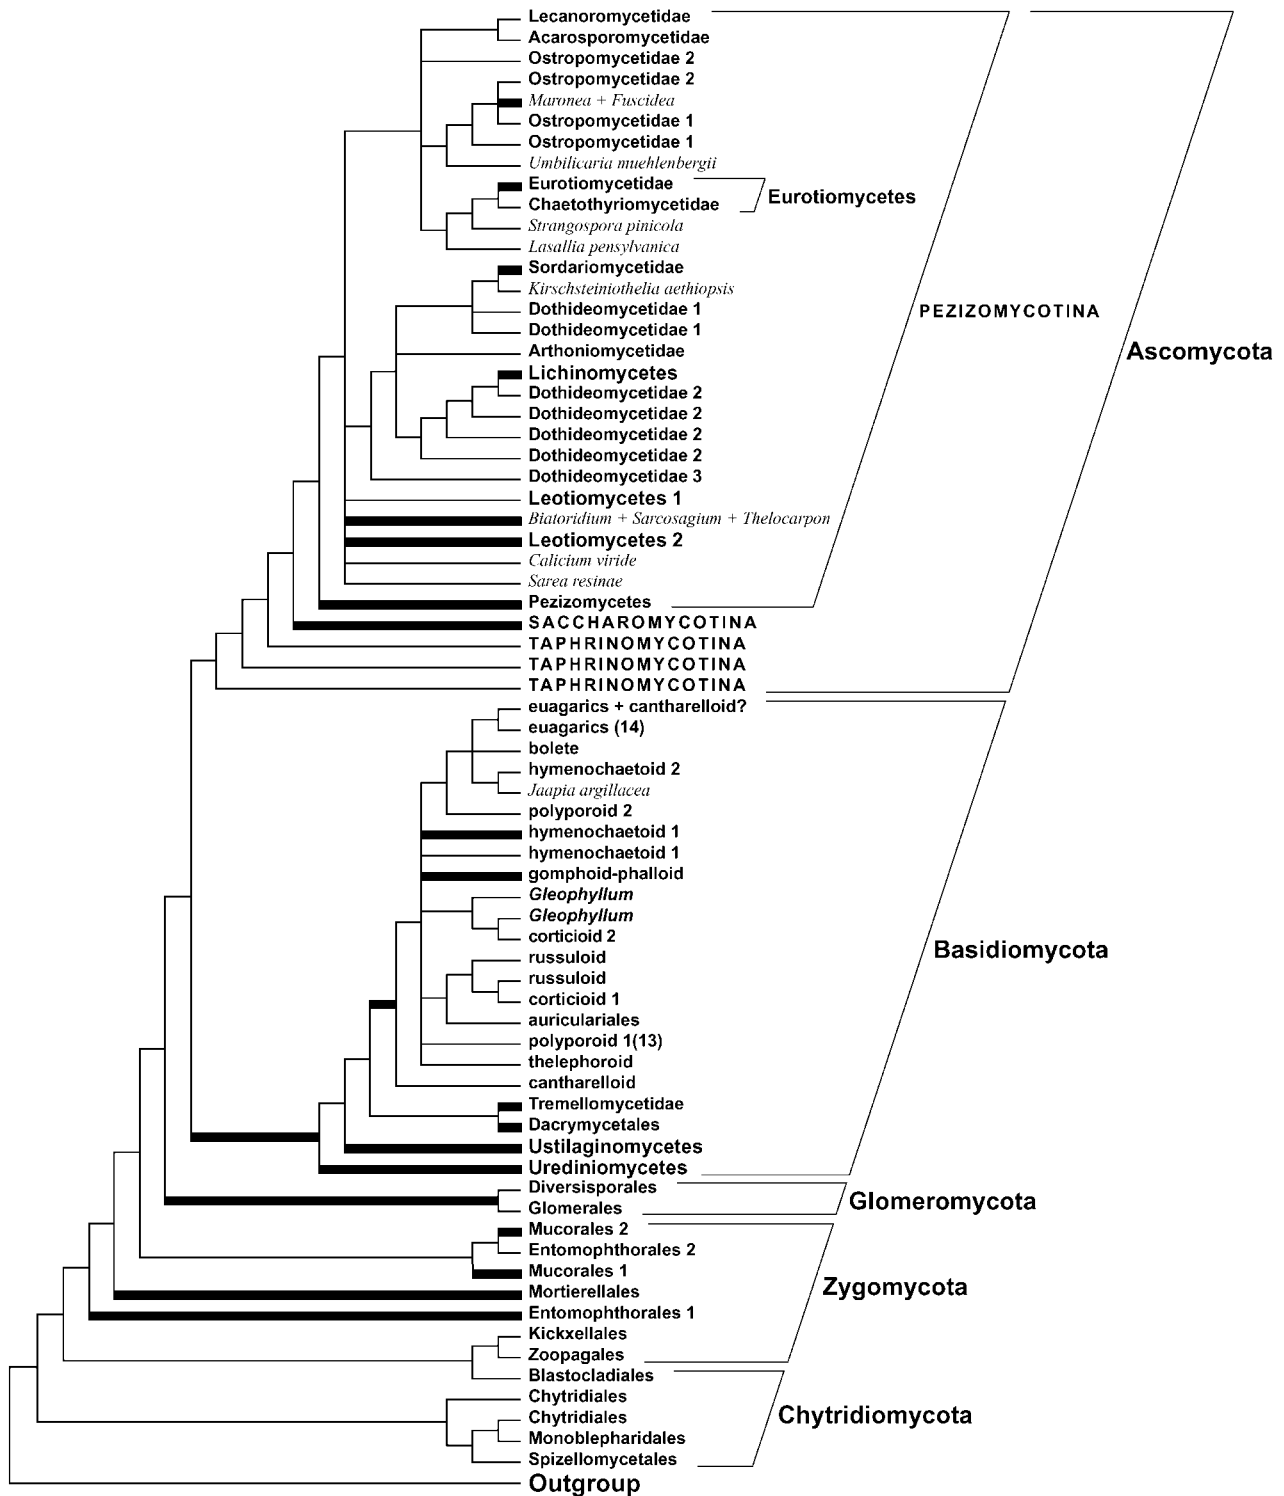 Lecanoromycetidae
Acarosporomycetidae
Ostropomycetidae 2
Ostropomycetidae 2
Maronea + Fuscidea
Ostropomycetidae 1
Ostropomycetidae 1
Umbilicaria muehlenbergii
Eurotiomycetidae
Chaetothyriomycetidae
Eurotiomycetes
Strangospora pinicola
Lasallia pensylvanica
Sordariomycetidae
Kirschsteiniothelia aethiopsis
Dothideomycetidae 1
PEZIZOMYCOTINA
Dothideomycetidae 1
Arthoniomycetidae
Ascomycota
Lichinomycetes
Dothideomycetidae 2
Dothideomycetidae 2
Dothideomycetidae 2
Dothideomycetidae 2
Dothideomycetidae 3
Leotiomycetes 1
Biatoridium + Sarcosagium + Thelocarpon
Leotiomycetes 2
Calicium viride
Sarea resinae
Pezizomycetes
SACCHAROMYCOTINA
TAPHRINOMYCOTINA
TAPHRINOMYCOTINA
TAPHRINOMYCOTINA
euagarics + cantharelloid?
euagarics (14)
bolete
hymenochaetoid 2
Jaapia argillacea
polyporoid 2
hymenochaetoid 1
hymenochaetoid 1
gomphoid-phalloid
Gleophyllum
Gleophyllum
corticioid 2
Basidiomycota
russuloid
russuloid
corticioid 1
auriculariales
polyporoid 1(13)
thelephoroid
cantharelloid
Tremellomycetidae
Dacrymycetales
Ustilaginomycetes
Urediniomycetes
Diversisporales
Glomeromycota
Glomerales
Mucorales 2
Entomophthorales 2
Mucorales 1
Zygomycota
Mortierellales
Entomophthorales 1
Kickxellales
Zoopagales
Blastocladiales
Chytridiales
Chytridiomycota
Chytridiales
Monoblepharidales
Spizellomycetales
Outgroup